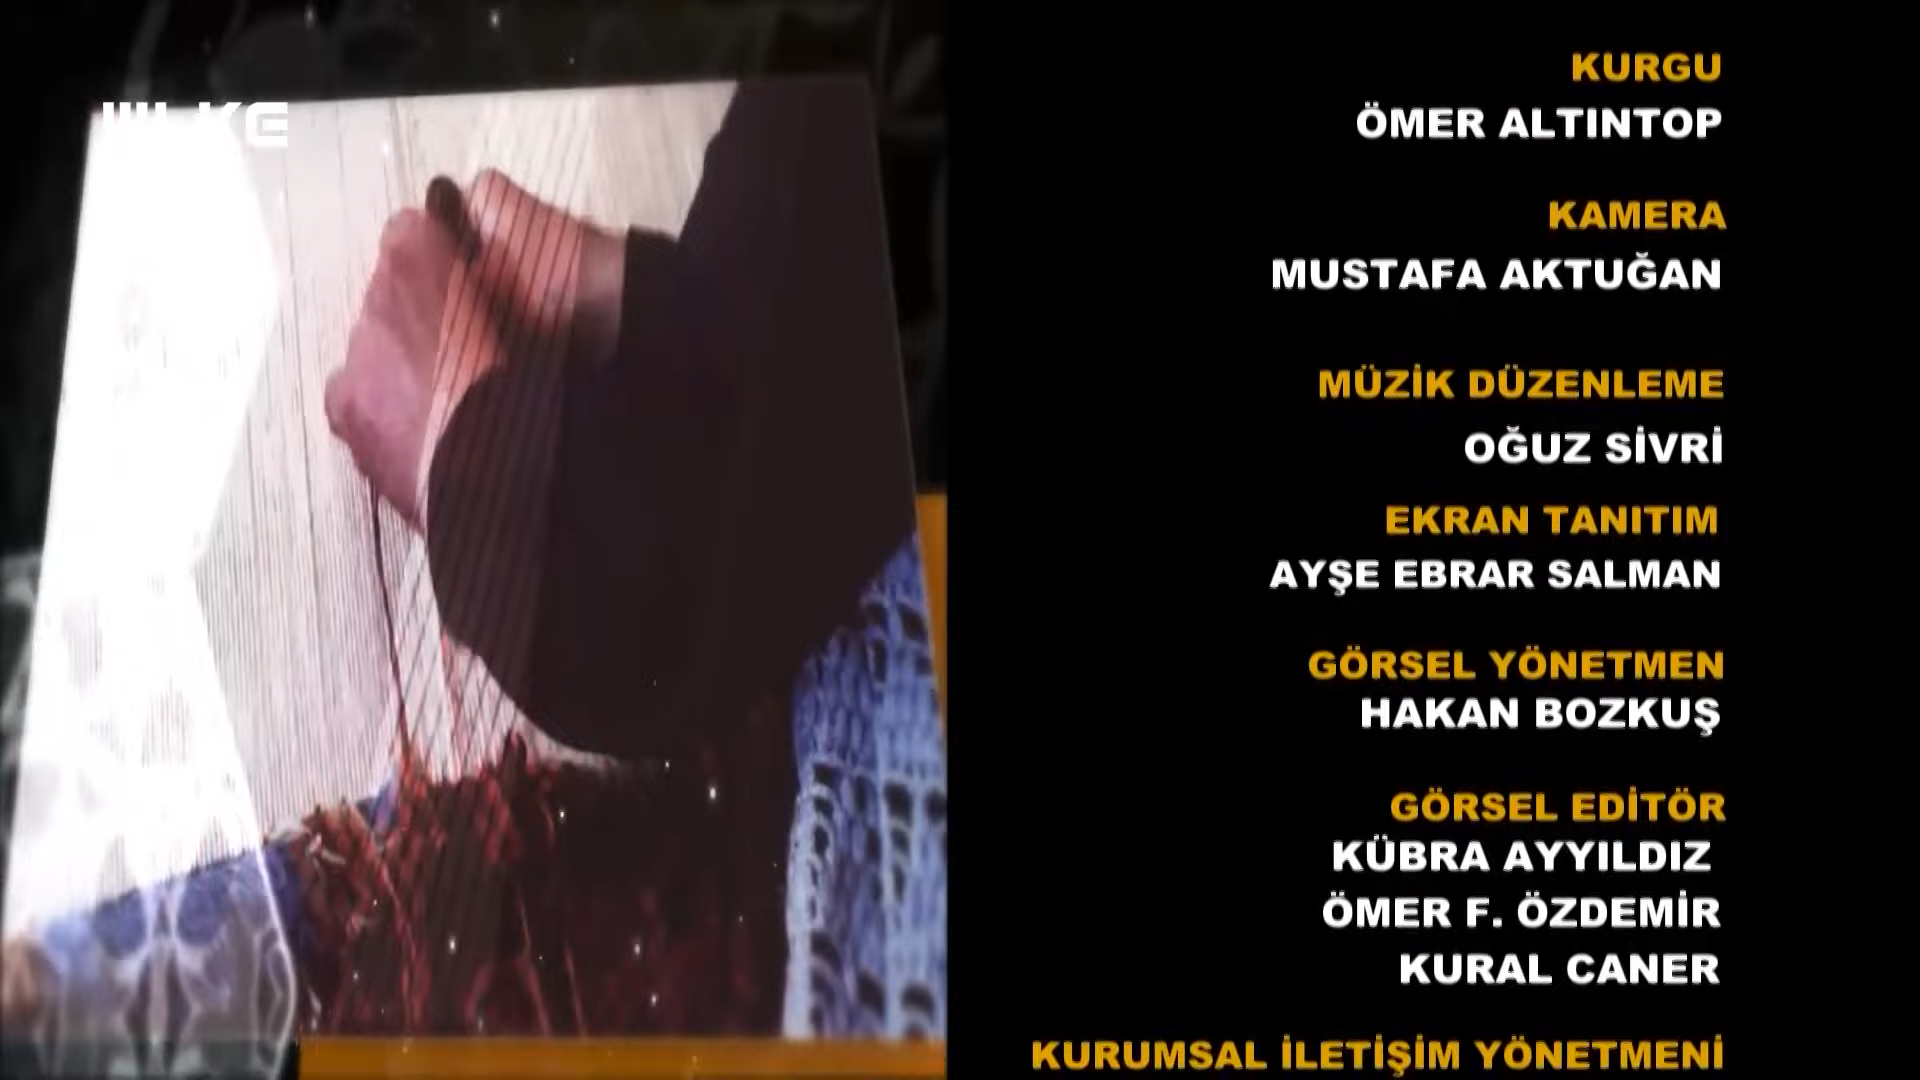 ÜLKE
KURGU
ÖMER ALTINTOP
KAMERA
MUSTAFA AKTUĞAN
MÜZİK DÜZENLEME
OĞUZ SİVRİ
EKRAN TANITIM
AYŞE EBRAR SALMAN
GÖRSEL YÖNETMEN
HAKAN BOZKUŞ
GÖRSEL EDİTÖR
KÜBRA AYYILDIZ
ÖMER F. ÖZDEMİR
KURAL CANER
KURUMSAL İLETİŞİM YÖNETMENİ